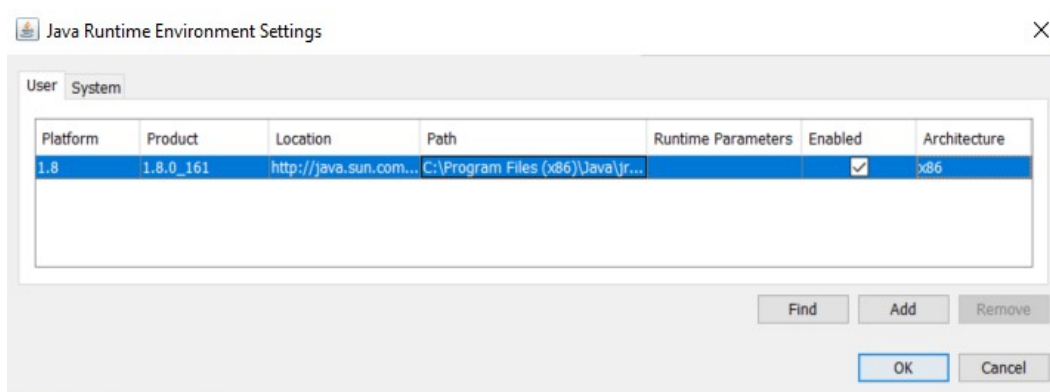 Java Runtime Environment Settings
User System
Platform Product Location Path Runtime Parameters Enabled Architecture
1.8 1.8.0_161 http://java.sun.com... C:\Program Files (x86)\Java\jr... x86
Find Add Remove
OK Cancel